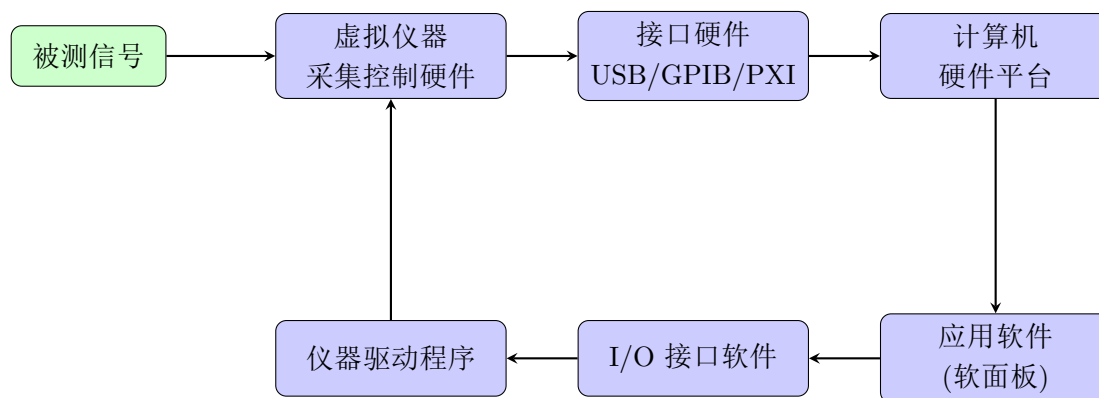 被测信号
虚拟仪器
采集控制硬件
接口硬件
USB/GPIB/PXI
计算机
硬件平台
仪器驱动程序
I/O 接口软件
应用软件
(软面板)